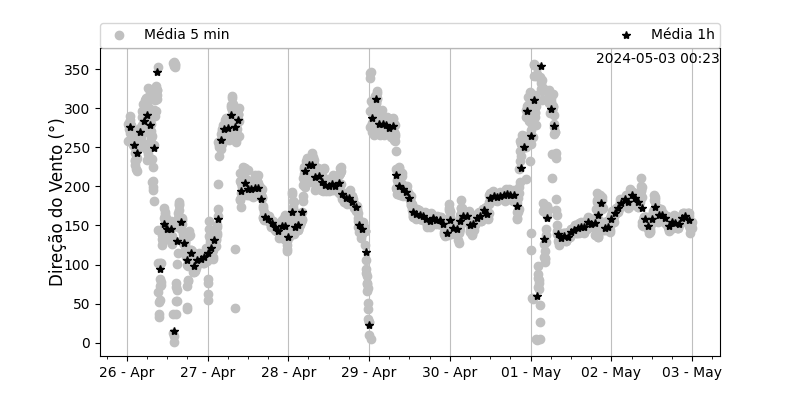 Média 5 min
Média 1h
2024-05-03 00:23
Direção do Vento (°)
350
300
250
200
150
100
50
0
26 - Apr
27 - Apr
28 - Apr
29 - Apr
30 - Apr
01 - May
02 - May
03 - May